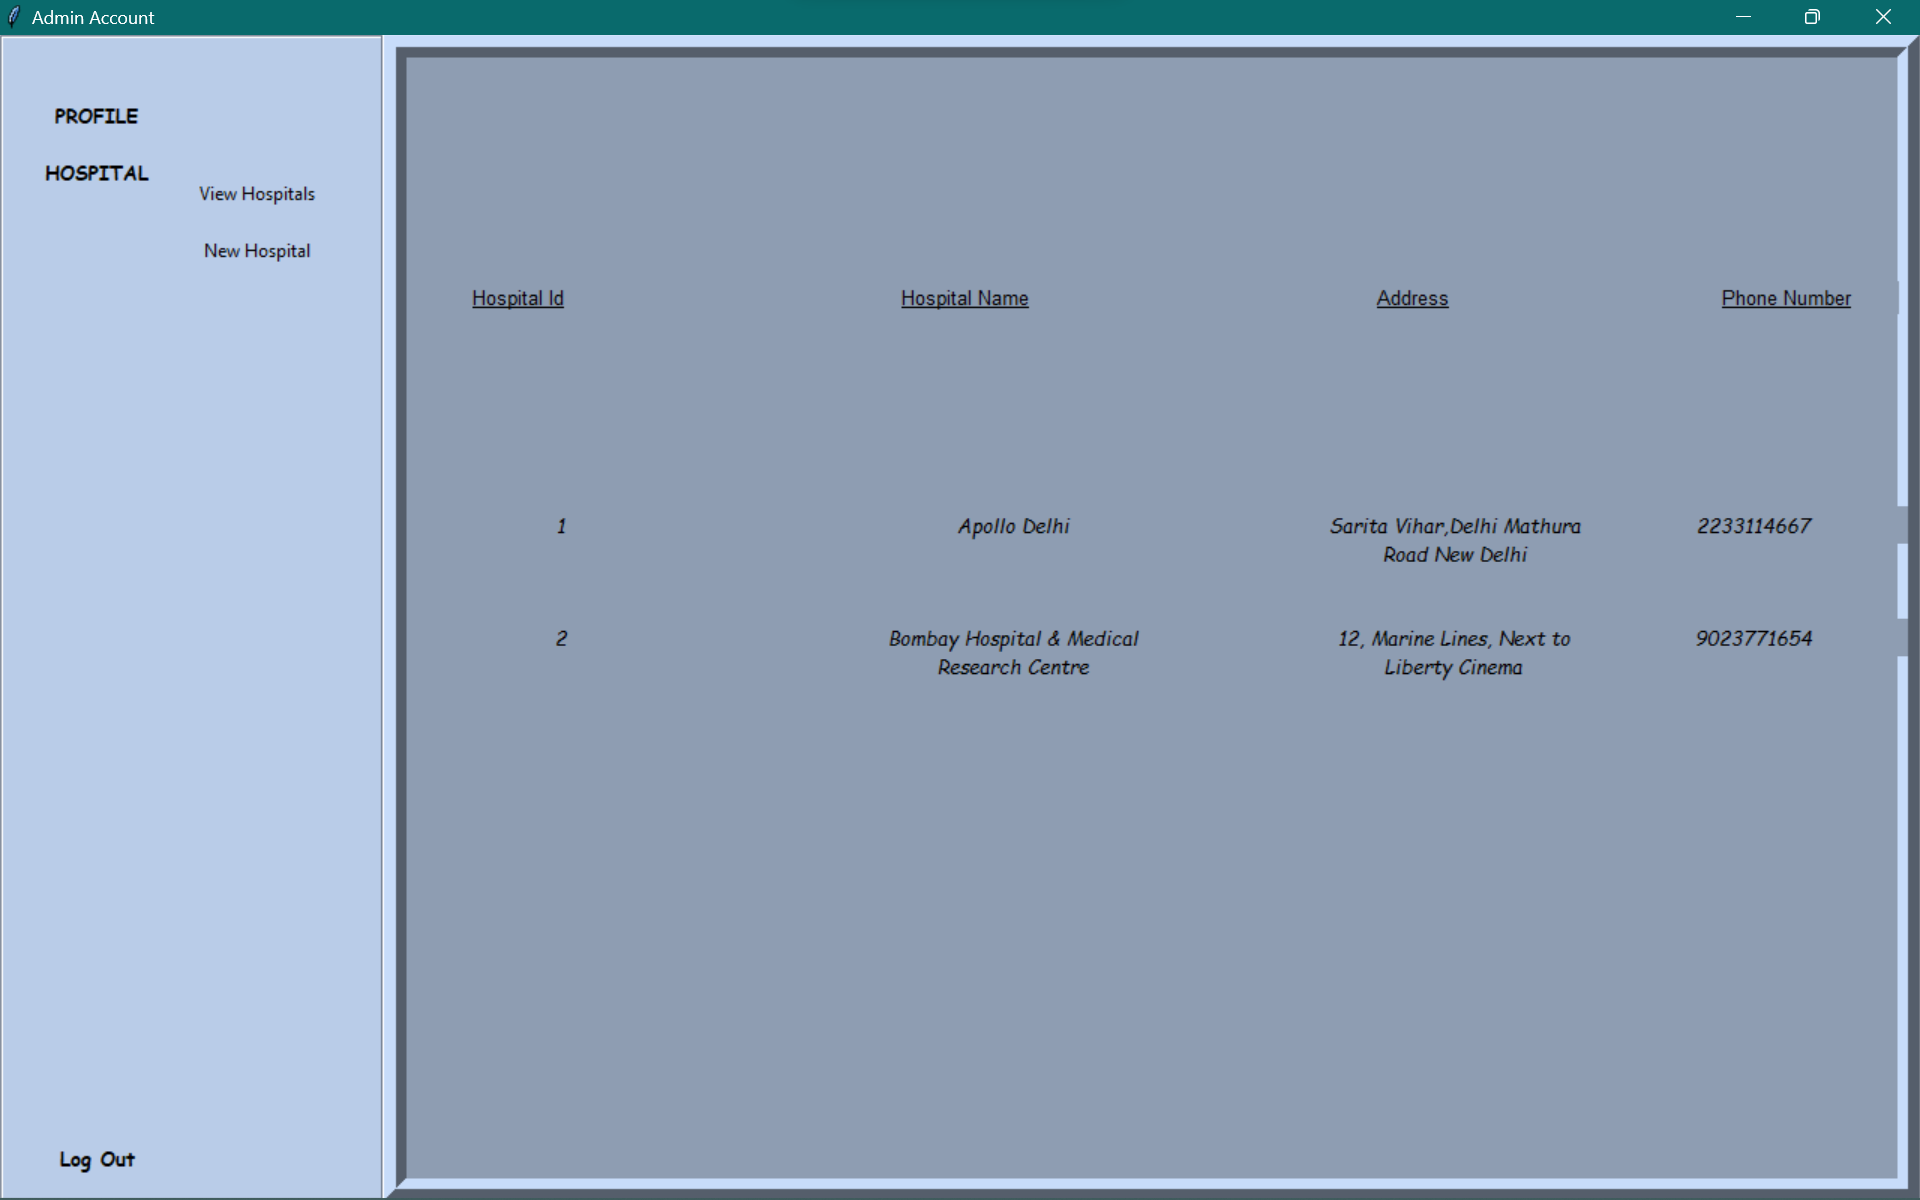 Admin Account
PROFILE
HOSPITAL
View Hospitals
New Hospital
Log Out
Hospital Id Hospital Name Address Phone Number
1 Apollo Delhi Sarita Vihar,Delhi Mathura 2233114667
Road New Delhi
2 Bombay Hospital & Medical 12, Marine Lines, Next to 9023771654
Research Centre Liberty Cinema